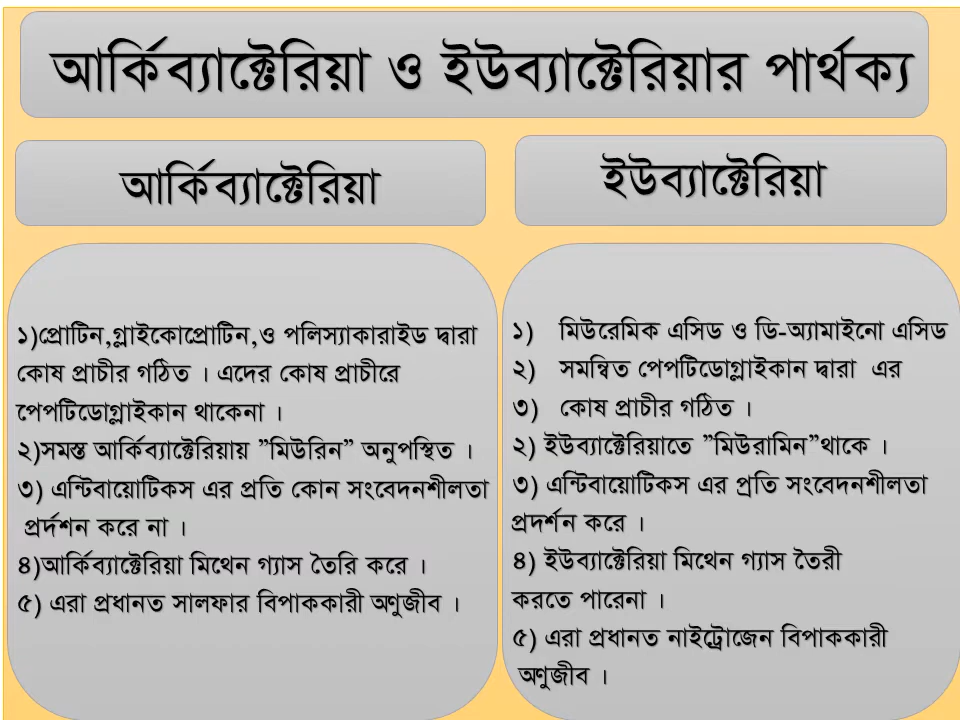 আর্কিব্যাক্টেরিয়া ও ইউব্যাক্টেরিয়ার পার্থক্য
আর্কিব্যাক্টেরিয়া
ইউব্যাক্টেরিয়া
১)প্রোটিন,গ্লাইকোপ্রোটিন,ও পলিস্যাকারাইড দ্বারা
কোষ প্রাচীর গঠিত । এদের কোষ প্রাচীরে
পেপটিডোগ্লাইকান থাকেনা ।
২)সমস্ত আর্কিব্যাক্টেরিয়ায় ”মিউরিন” অনুপস্থিত ।
৩) এন্টিবায়োটিকস এর প্রতি কোন সংবেদনশীলতা
প্রর্দশন করে না ।
৪)আর্কিব্যাক্টেরিয়া মিথেন গ্যাস তৈরি করে ।
৫) এরা প্রধানত সালফার বিপাককারী অণুজীব ।
১) মিউরেমিক এসিড ও ডি-অ্যামাইনো এসিড
২) সমন্বিত পেপটিডোগ্লাইকান দ্বারা এর
৩) কোষ প্রাচীর গঠিত ।
২) ইউব্যাক্টেরিয়াতে ”মিউরামিন”থাকে ।
৩) এন্টিবায়োটিকস এর প্রতি সংবেদনশীলতা
প্রদর্শন করে ।
৪) ইউব্যাক্টেরিয়া মিথেন গ্যাস তৈরী
করতে পারেনা ।
৫) এরা প্রধানত নাইট্রোজেন বিপাককারী
অণুজীব ।